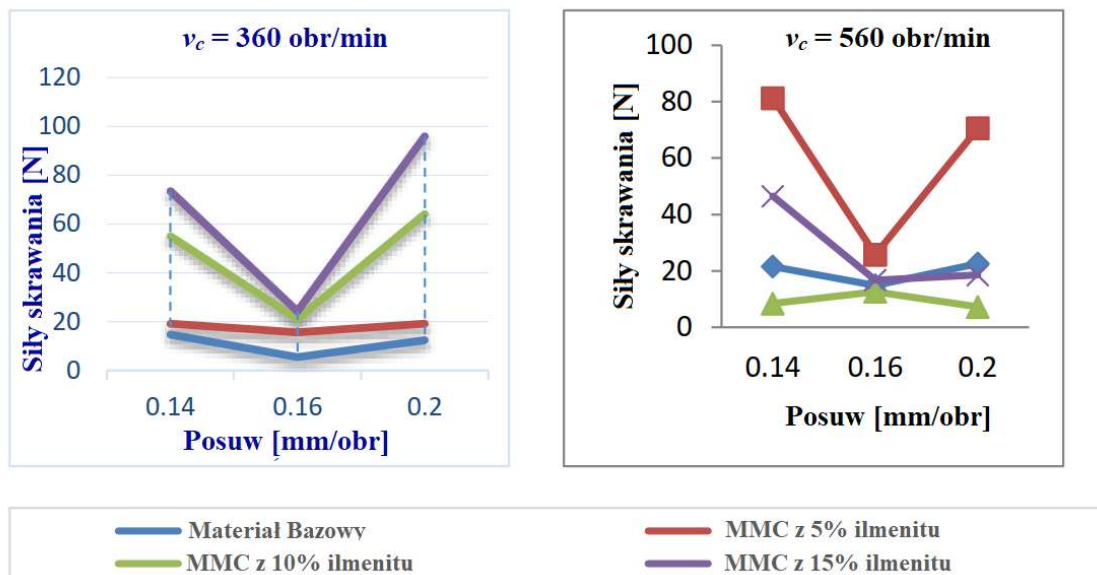 v_c = 360 obr/min
120
100
80
60
40
20
0
Siły skrawania [N]
0.14 0.16 0.2
Posuw [mm/obr]
v_c = 560 obr/min
100
80
60
40
20
0
Siły skrawania [N]
0.14 0.16 0.2
Posuw [mm/obr]
Materiał Bazowy
MMC z 5% ilmenitu
MMC z 10% ilmenitu
MMC z 15% ilmenitu